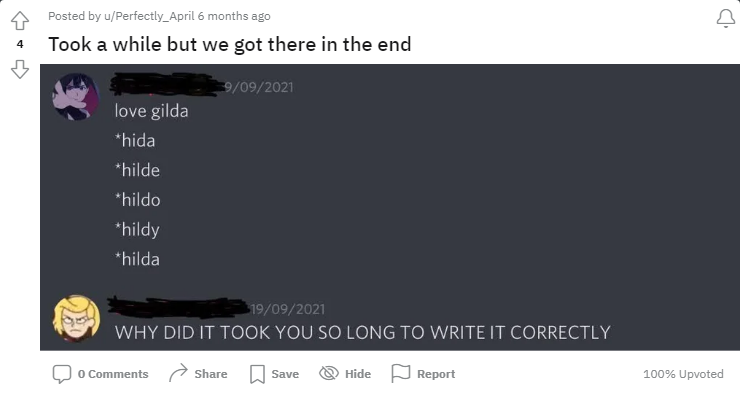 Posted by u/Perfectly_April 6 months ago
4
Took a while but we got there in the end
9/09/2021
love gilda
*hida
*hilde
*hildo
*hildy
*hilda
19/09/2021
WHY DID IT TOOK YOU SO LONG TO WRITE IT CORRECTLY
0 Comments Share Save Hide Report 100% Upvoted